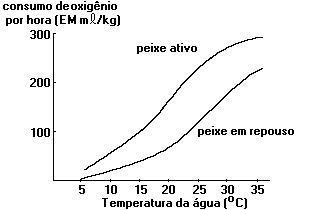 consumo de oxigênio
por hora (EM mℓ/kg)
300
peixe ativo
200
peixe em repouso
100
5 10 15 20 25 30 35
Temperatura da água (ºC)